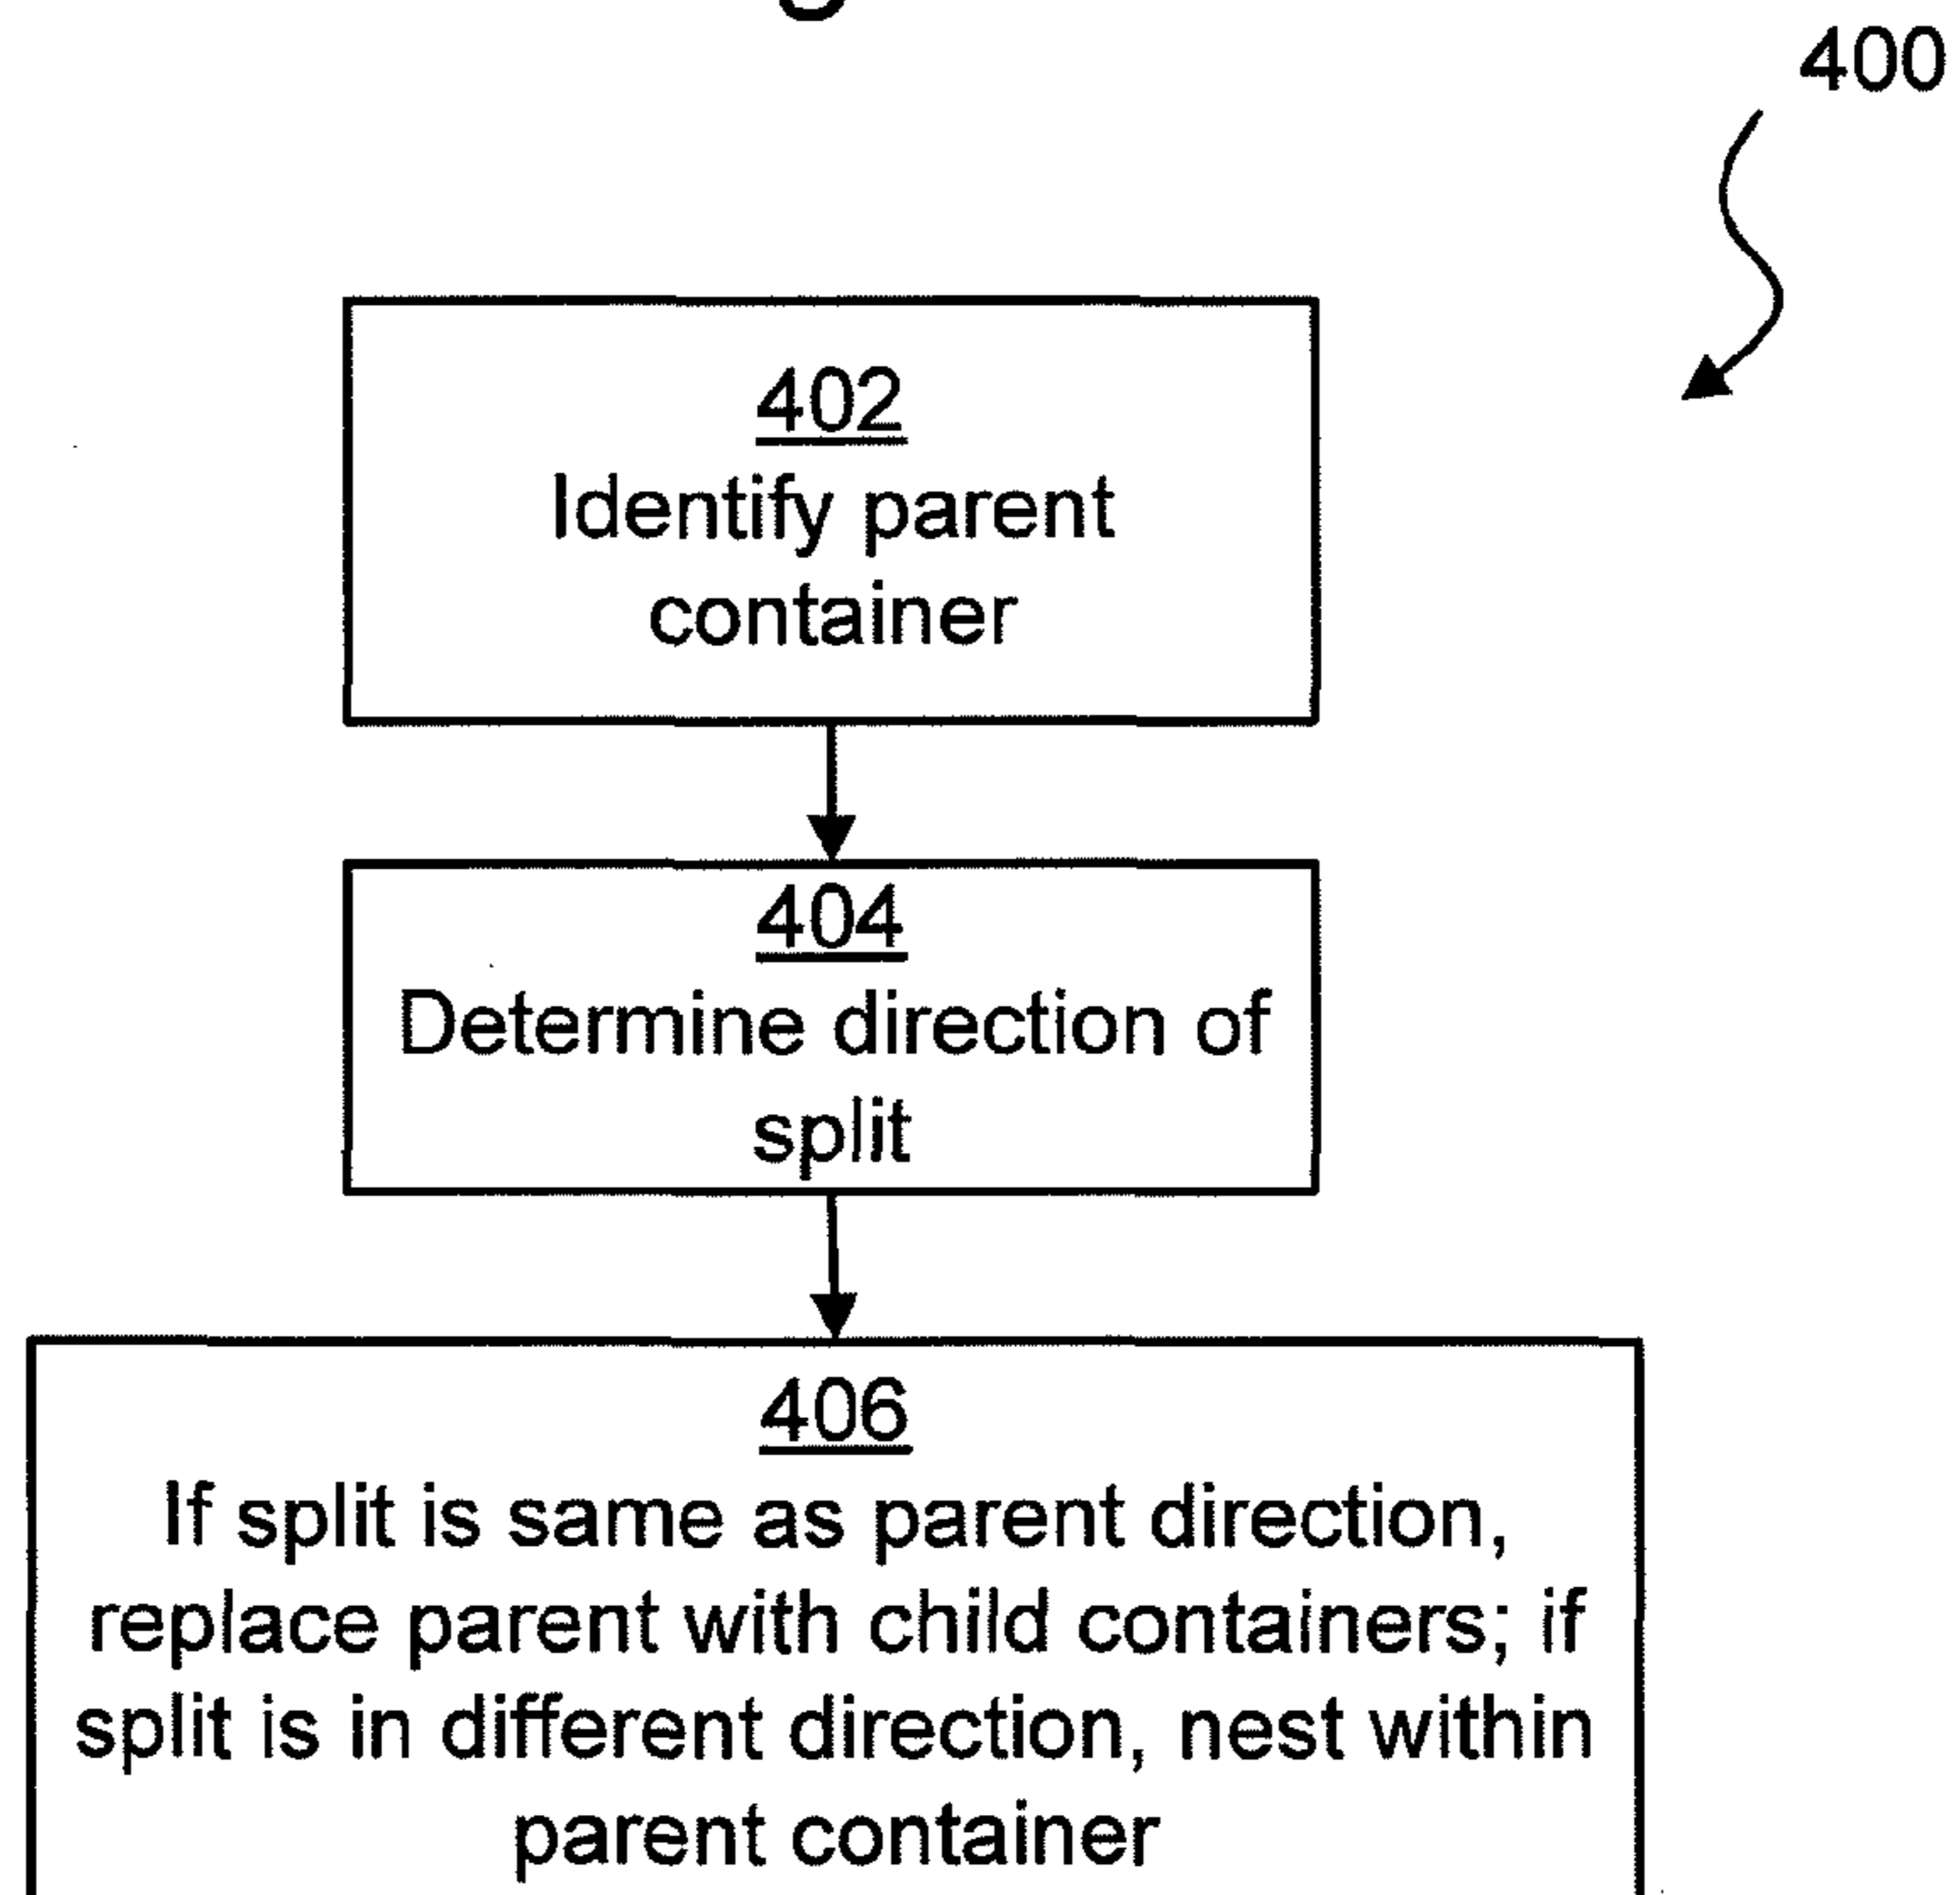 400
402
Identify parent
container
404
Determine direction of
split
406
If split is same as parent direction,
replace parent with child containers; if
split is in different direction, nest within
parent container